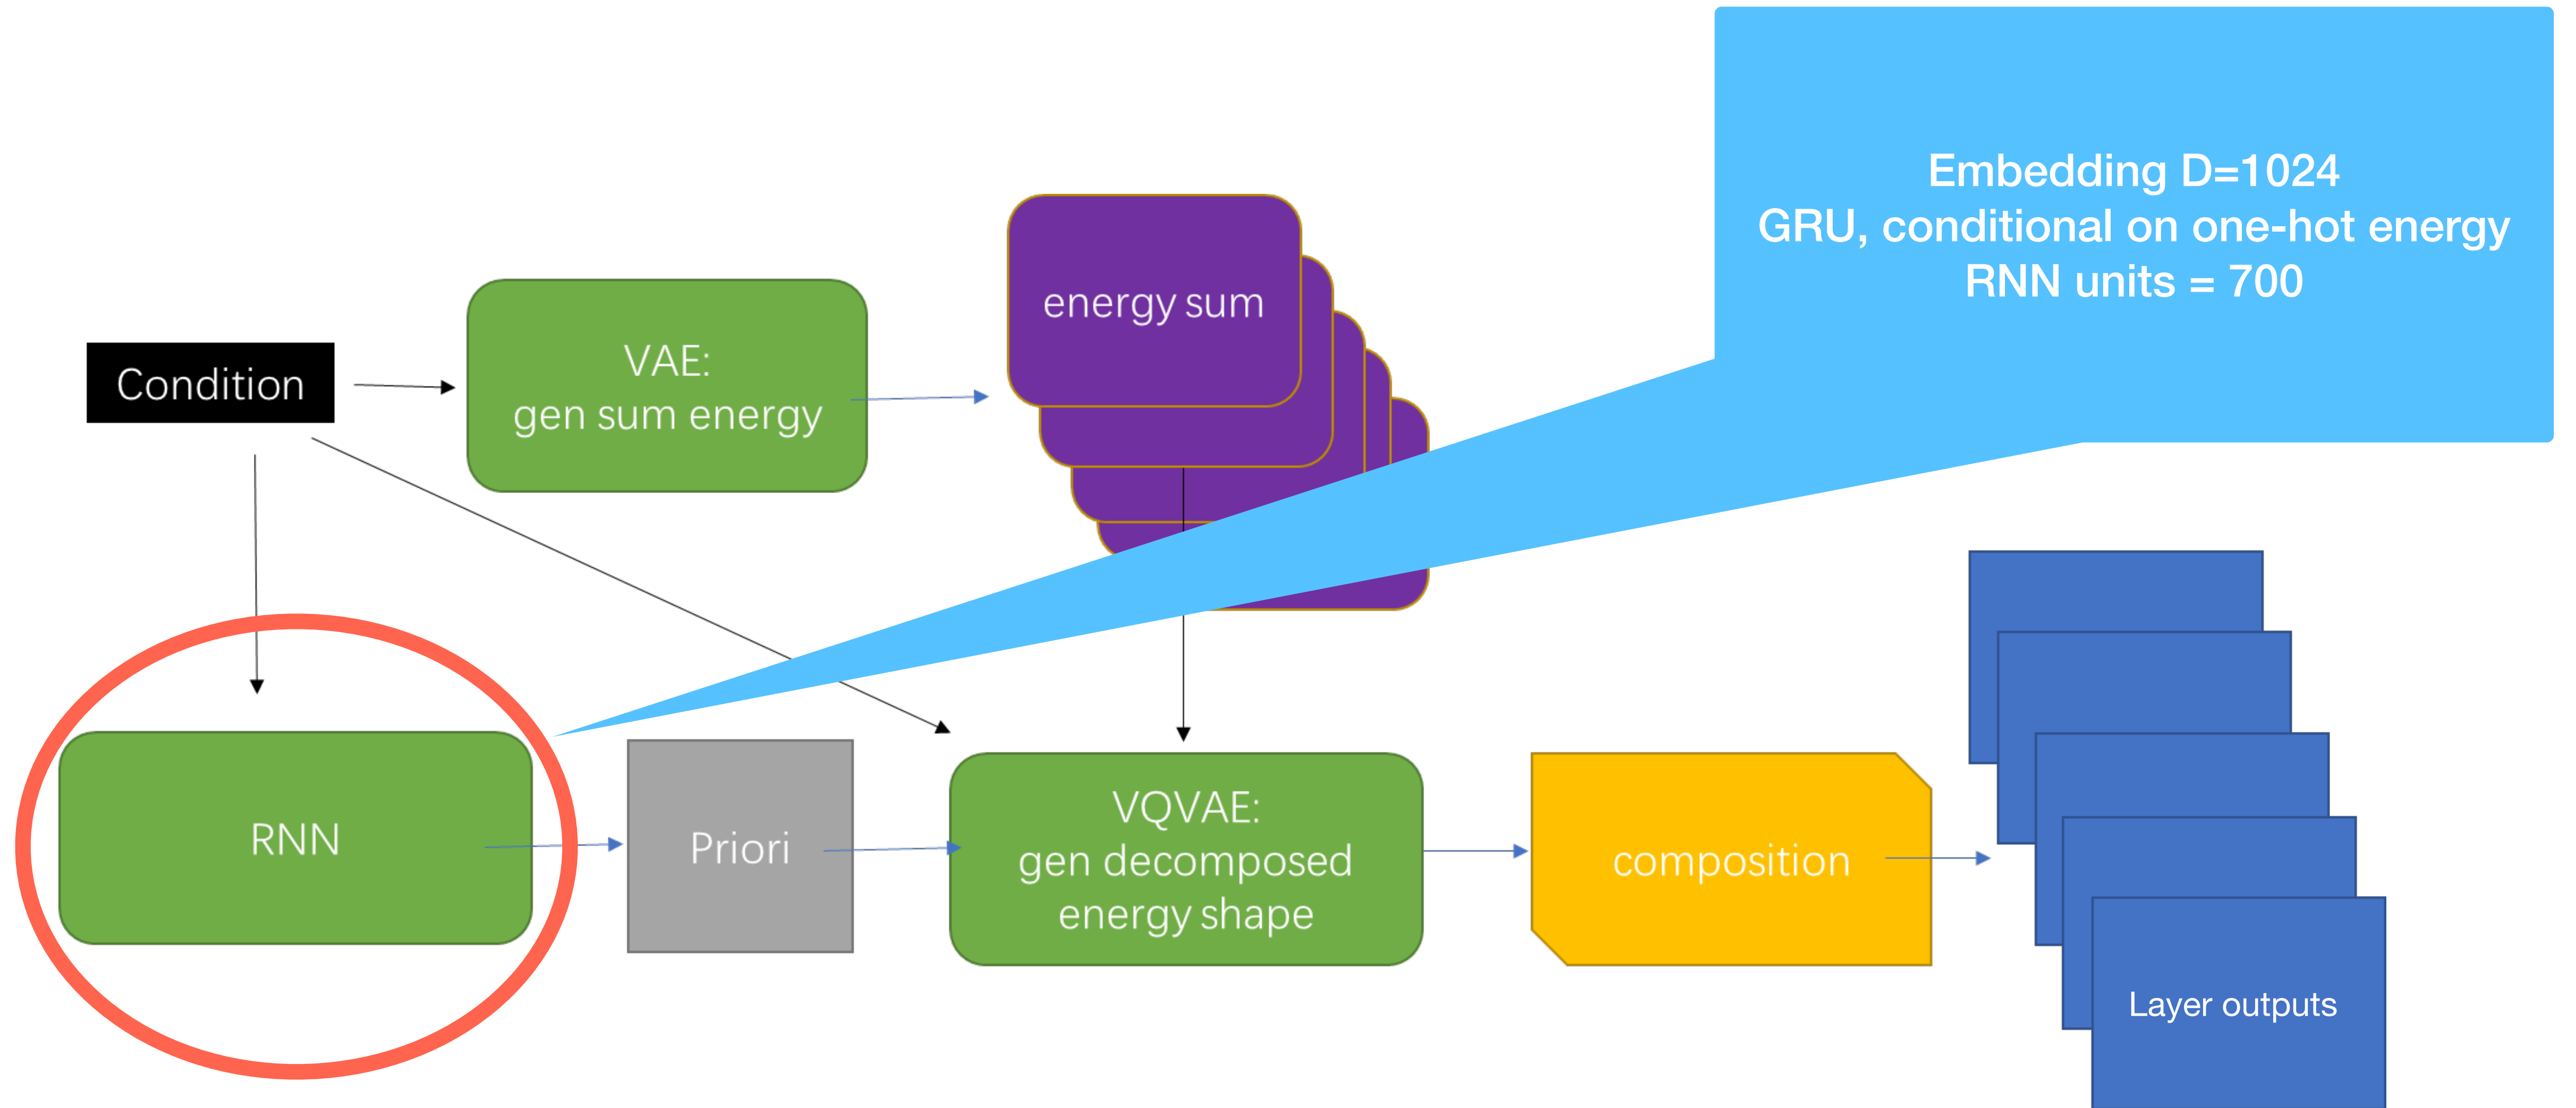 Embedding D=1024
GRU, conditional on one-hot energy
RNN units = 700
energy sum
Condition
VAE:
gen sum energy
RNN
Priori
VQVAE:
gen decomposed
energy shape
composition
Layer outputs